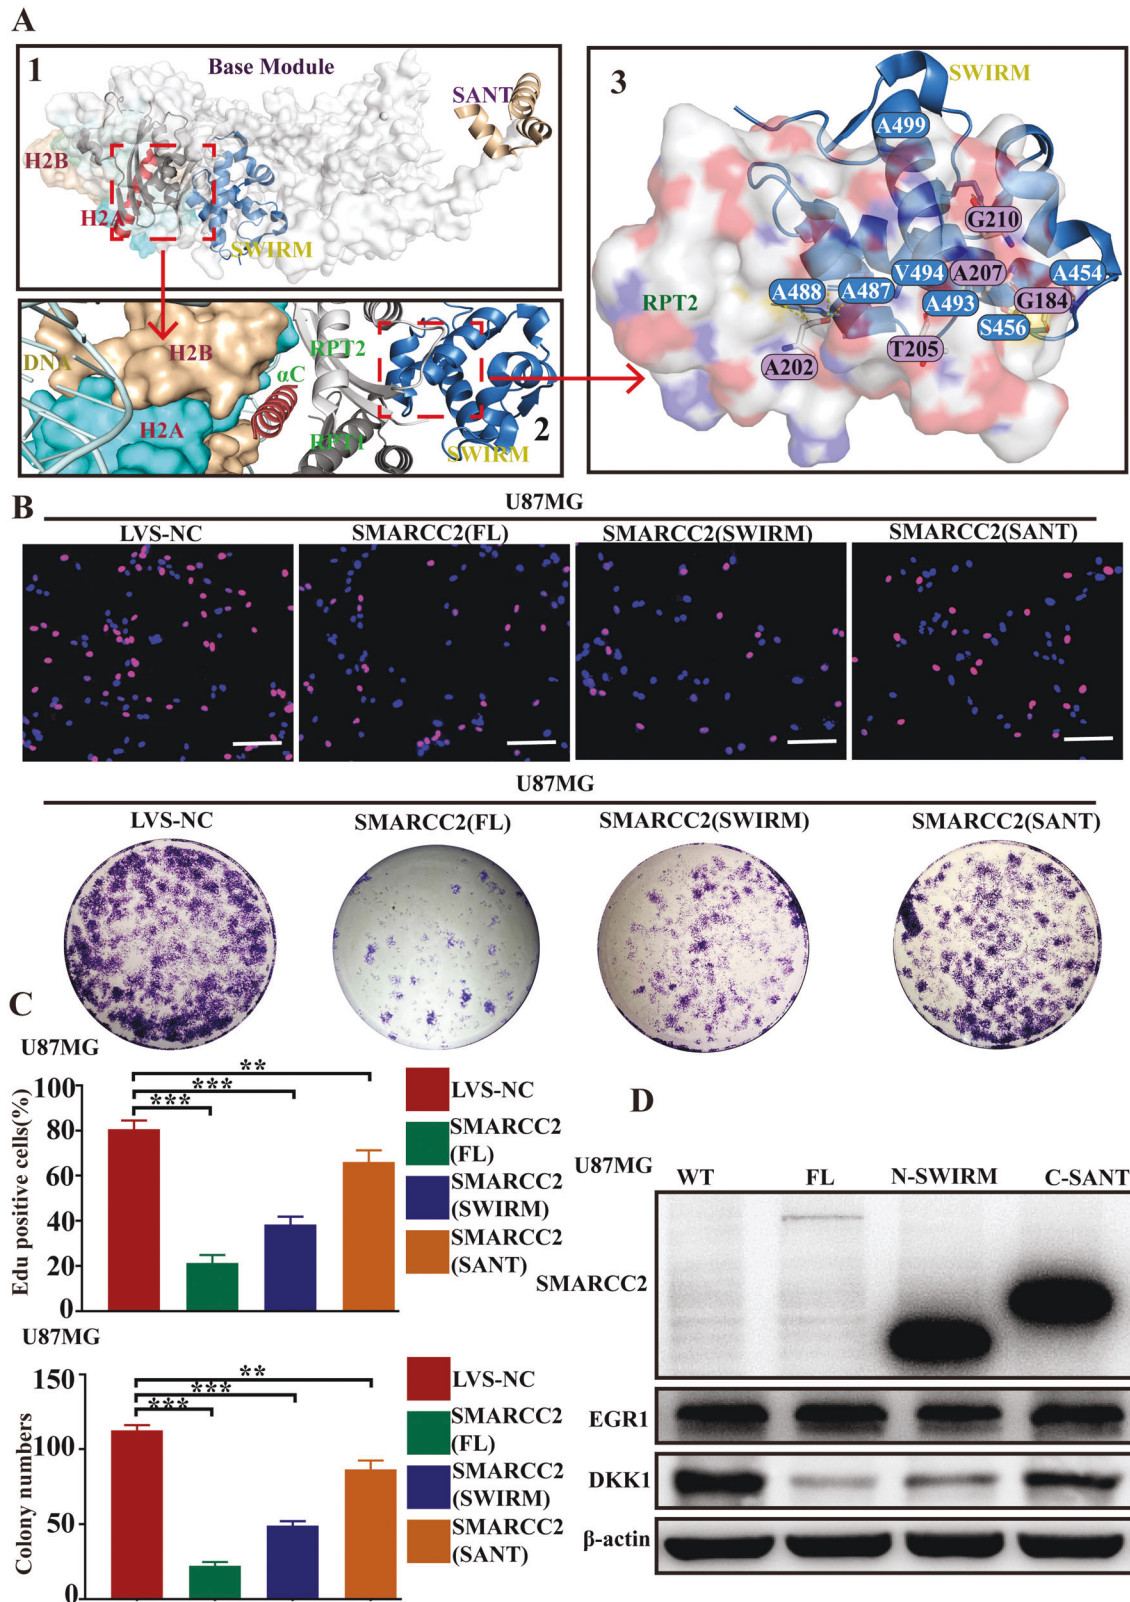 A
1
Base Module
SANT
H2B
H2A
SWIRM
DNA
H2B
αC
H2A
RPT2
RPT1
SWIRM
2
3
SWIRM
A499
G210
V494
A207
A454
A488
A487
A493
G184
S456
RPT2
A202
T205
B
U87MG
LVS-NC
SMARCC2(FL)
SMARCC2(SWIRM)
SMARCC2(SANT)
U87MG
LVS-NC
SMARCC2(FL)
SMARCC2(SWIRM)
SMARCC2(SANT)
C
U87MG
Edu positive cells(%)
100
80
60
40
20
0
**
***
***
LVS-NC
SMARCC2
(FL)
SMARCC2
(SWIRM)
SMARCC2
(SANT)
U87MG
Colony numbers
150
100
50
0
**
***
***
LVS-NC
SMARCC2
(FL)
SMARCC2
(SWIRM)
SMARCC2
(SANT)
D
U87MG
WT
FL
N-SWIRM
C-SANT
SMARCC2
EGR1
DKK1
β-actin